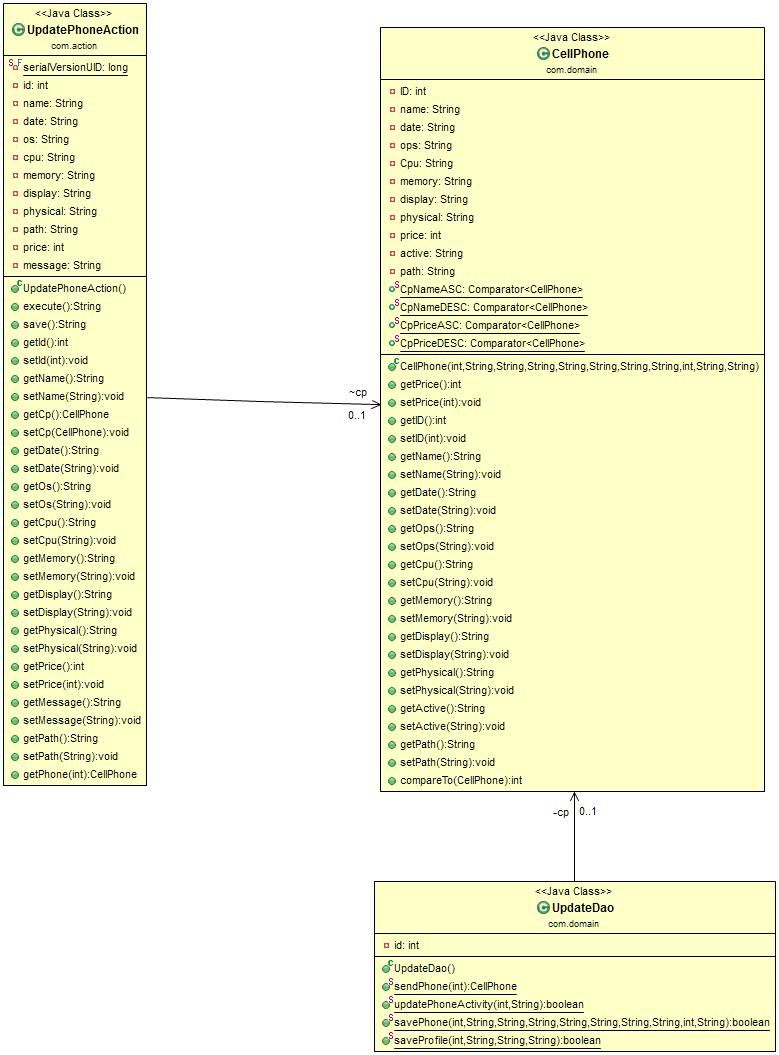 <<Java Class>>
UpdatePhoneAction
com.action
serialVersionUID: long
id: int
name: String
date: String
os: String
cpu: String
memory: String
display: String
physical: String
path: String
price: int
message: String
UpdatePhoneAction()
execute():String
save():String
getId():int
setId(int):void
getName():String
setName(String):void
getCp():CellPhone
setCp(CellPhone):void
getDate():String
setDate(String):void
getOs():String
setOs(String):void
getCpu():String
setCpu(String):void
getMemory():String
setMemory(String):void
getDisplay():String
setDisplay(String):void
getPhysical():String
setPhysical(String):void
getPrice():int
setPrice(int):void
getMessage():String
setMessage(String):void
getPath():String
setPath(String):void
getPhone(int):CellPhone
~cp
0..1
<<Java Class>>
CellPhone
com.domain
ID: int
name: String
date: String
ops: String
Cpu: String
memory: String
display: String
physical: String
price: int
active: String
path: String
CpNameASC: Comparator<CellPhone>
CpNameDESC: Comparator<CellPhone>
CpPriceASC: Comparator<CellPhone>
CpPriceDESC: Comparator<CellPhone>
CellPhone(int,String,String,String,String,String,String,String,int,String,String)
getPrice():int
setPrice(int):void
getID():int
setID(int):void
getName():String
setName(String):void
getDate():String
setDate(String):void
getOps():String
setOps(String):void
getCpu():String
setCpu(String):void
getMemory():String
setMemory(String):void
getDisplay():String
setDisplay(String):void
getPhysical():String
setPhysical(String):void
getActive():String
setActive(String):void
getPath():String
setPath(String):void
compareTo(CellPhone):int
-cp
0..1
<<Java Class>>
UpdateDao
com.domain
id: int
UpdateDao()
sendPhone(int):CellPhone
updatePhoneActivity(int,String):boolean
savePhone(int,String,String,String,String,String,String,String,int,String):boolean
saveProfile(int,String,String,String):boolean